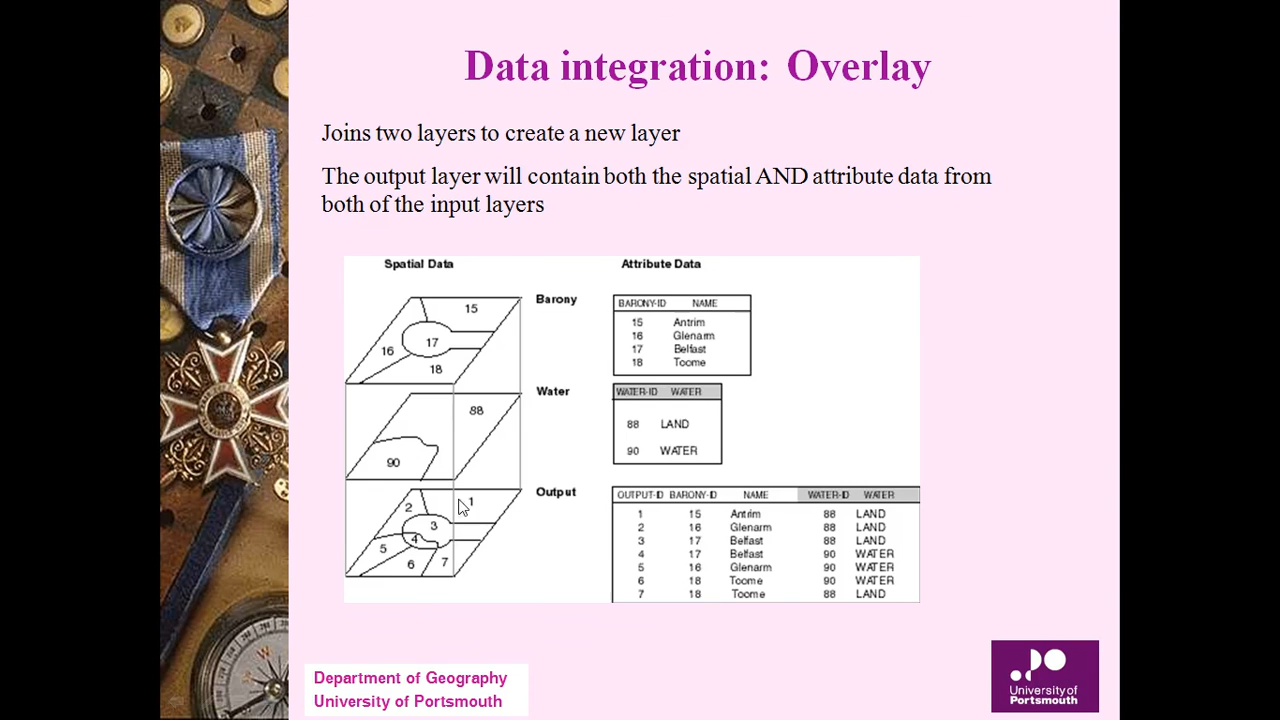 Data integration: Overlay
Joins two layers to create a new layer
The output layer will contain both the spatial AND attribute data from
both of the input layers
Spatial Data
Attribute Data
Barony
15
16
17
18
BARONY-ID NAME
15 Antrim
16 Glenarm
17 Belfast
18 Toome
Water
88
90
WATER-ID WATER
88 LAND
90 WATER
Output
1
2
3
4
5
6
7
OUTPUT-ID BARONY-ID NAME WATER-ID WATER
1 15 Antrim 88 LAND
2 16 Glenarm 88 LAND
3 17 Belfast 88 LAND
4 17 Belfast 90 WATER
5 16 Glenarm 90 WATER
6 18 Toome 90 WATER
7 18 Toome 88 LAND
Department of Geography
University of Portsmouth
University of
Portsmouth